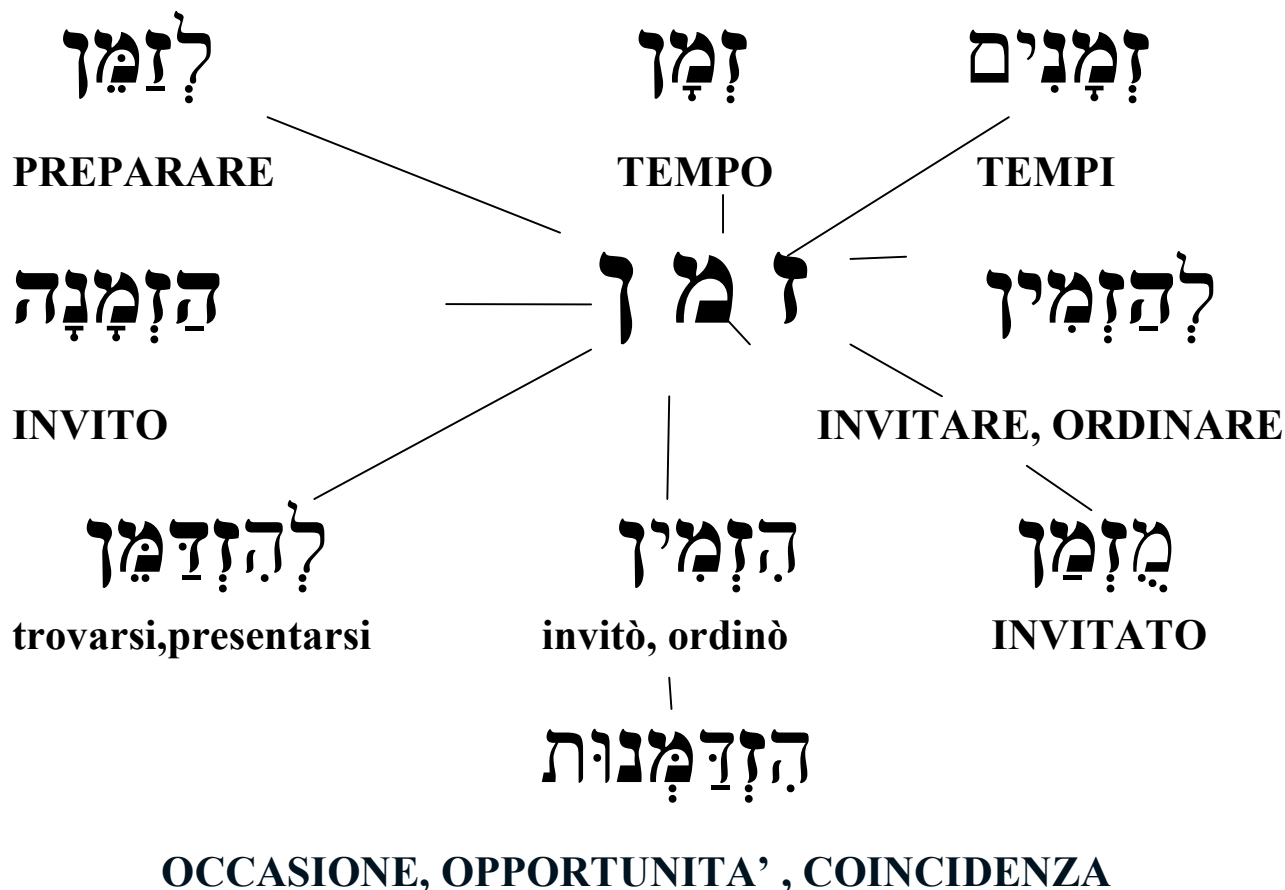 לְזַמֵּן זְמָן זְמָנִים
PREPARARE TEMPO TEMPI
הַזְמָנָה ז מ ן לְהַזְמִין
INVITO INVITARE, ORDINARE
לְהִזְדַּמֵּן הִזְמִין מֻזְמַן
trovarsi,presentarsi invitò, ordinò INVITATO
הִזְדַּמְּנוּת
OCCASIONE, OPPORTUNITA’ , COINCIDENZA